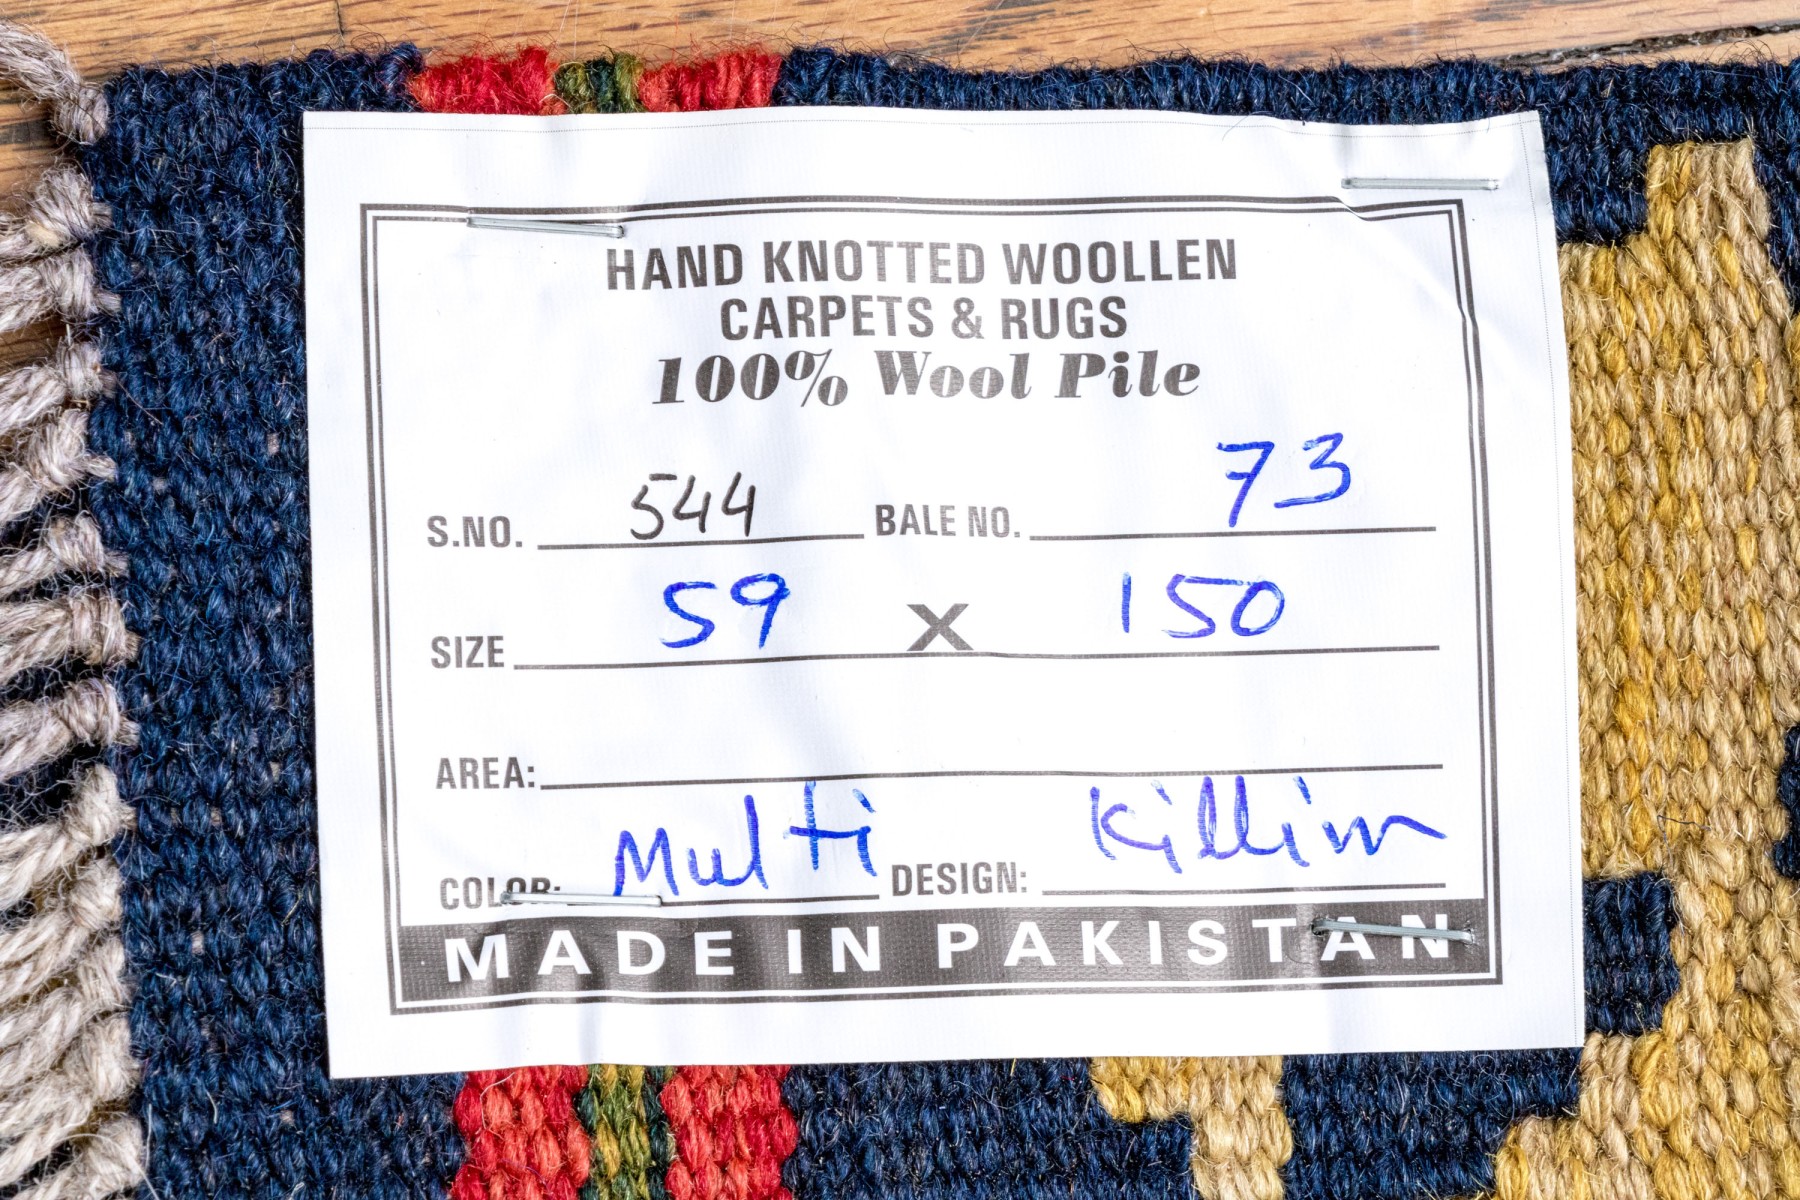 HAND KNOTTED WOOLLEN
CARPETS & RUGS
100% Wool Pile
S.NO. 544 BALE NO. 73
SIZE 59 X 150
AREA:
COLOR: Multi DESIGN: Killim
MADE IN PAKISTAN